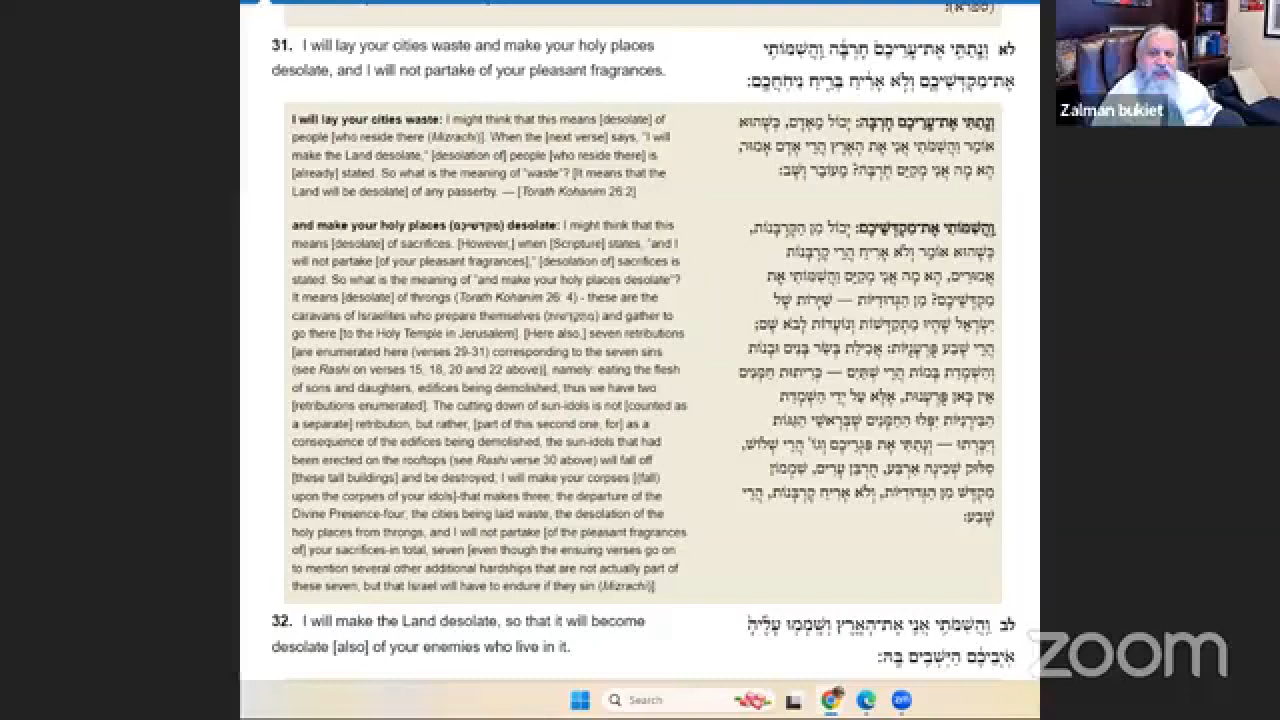 (ספרא):
31. I will lay your cities waste and make your holy places
desolate, and I will not partake of your pleasant fragrances.
לא וְנָתַתִּי אֶת־עָרֵיכֶם חָרְבָּה וַהֲשִׁמּוֹתִי
אֶת־מִקְדְּשֵׁיכֶם וְלֹא אָרִיחַ בְּרֵיחַ נִיחֹחֲכֶם:
I will lay your cities waste: I might think that this means [desolate] of
people [who reside there (Mizrachi)]. When the [next verse] says, "I will
make the Land desolate," [desolation of] people [who reside there] is
[already] stated. So what is the meaning of "waste"? [It means that the
Land will be desolate] of any passerby. — [Torath Kohanim 26:2]
וְנָתַתִּי אֶת־עָרֵיכֶם חָרְבָּה: יָכוֹל מֵאָדָם, כְּשֶׁהוּא
אוֹמֵר וַהֲשִׁמֹּתִי אֲנִי אֶת הָאָרֶץ הֲרֵי אָדָם אָמוּר,
הָא מָה אֲנִי מְקַיֵּם חָרְבָּה? מֵעוֹבֵר וָשָׁב:
and make your holy places (מִקְדְּשֵׁיכֶם) desolate: I might think that this
means [desolate] of sacrifices. [However,] when [Scripture] states, "and I
will not partake [of your pleasant fragrances]," [desolation of] sacrifices is
stated. So what is the meaning of "and make your holy places desolate"?
It means [desolate] of throngs (Torath Kohanim 26: 4) - these are the
caravans of Israelites who prepare themselves (מִתְקַדְּשׁוֹת) and gather to
go there [to the Holy Temple in Jerusalem]. [Here also,] seven retributions
[are enumerated here (verses 29-31) corresponding to the seven sins
(see Rashi on verses 15, 18, 20 and 22 above)], namely: eating the flesh
of sons and daughters, edifices being demolished; thus we have two
[retributions enumerated]. The cutting down of sun-idols is not [counted as
a separate] retribution, but rather, [part of this second one, for] as a
consequence of the edifices being demolished, the sun-idols that had
been erected on the rooftops (see Rashi verse 30 above) will fall off
[these tall buildings] and be destroyed; I will make your corpses [(fall)
upon the corpses of your idols]-that makes three; the departure of the
Divine Presence-four; the cities being laid waste, the desolation of the
holy places from throngs, and I will not partake [of the pleasant fragrances
of] your sacrifices-in total, seven [even though the ensuing verses go on
to mention several other additional hardships that are not actually part of
these seven, but that Israel will have to endure if they sin (Mizrachi)]
וַהֲשִׁמּוֹתִי אֶת־מִקְדְּשֵׁיכֶם: יָכוֹל מִן הַקָּרְבָּנוֹת,
כְּשֶׁהוּא אוֹמֵר וְלֹא אָרִיחַ הֲרֵי קָרְבָּנוֹת
אֲמוּרִים, הָא מָה אֲנִי מְקַיֵּם וַהֲשִׁמּוֹתִי אֶת
מִקְדְּשֵׁיכֶם? מִן הַגְּדוּדִיּוֹת — שַׁיָּרוֹת שֶׁל
יִשְׂרָאֵל שֶׁהָיוּ מִתְקַדְּשׁוֹת וְנוֹעָדוֹת לָבֹא שָׁם;
הֲרֵי שֶׁבַע פֻּרְעָנֻיּוֹת: אֲכִילַת בְּשַׂר בָּנִים וּבָנוֹת
וְהַשְׁמָדַת בָּמוֹת הֲרֵי שְׁתַּיִם — כְּרִיתוּת חַמָּנִים
אֵין כָּאן פֻּרְעָנוּת, אֶלָּא עַל יְדֵי הַשְׁמָדַת
הַבִּירָנִיּוֹת יִפְּלוּ הַחַמָּנִים שֶׁבְּרָאשֵׁי הַגַּגּוֹת
וְיִכָּרְתוּ — וְנָתַתִּי אֶת פִּגְרֵיכֶם וְגוֹ' הֲרֵי שָׁלוֹשׁ,
סִלּוּק שְׁכִינָה אַרְבַּע, חֻרְבַּן עָרִים, שִׁמְמוֹן
מִקְדָּשׁ מִן הַגְּדוּדִיּוֹת, וְלֹא אָרִיחַ קָרְבָּנוֹת, הֲרֵי
שֶׁבַע:
32. I will make the Land desolate, so that it will become
desolate [also] of your enemies who live in it.
לב וַהֲשִׁמֹּתִי אֲנִי אֶת־הָאָרֶץ וְשָׁמְמוּ עָלֶיהָ
אֹיְבֵיכֶם הַיּשְׁבִים בָּהּ:
Search
zm
Zalman bukiet
zoom